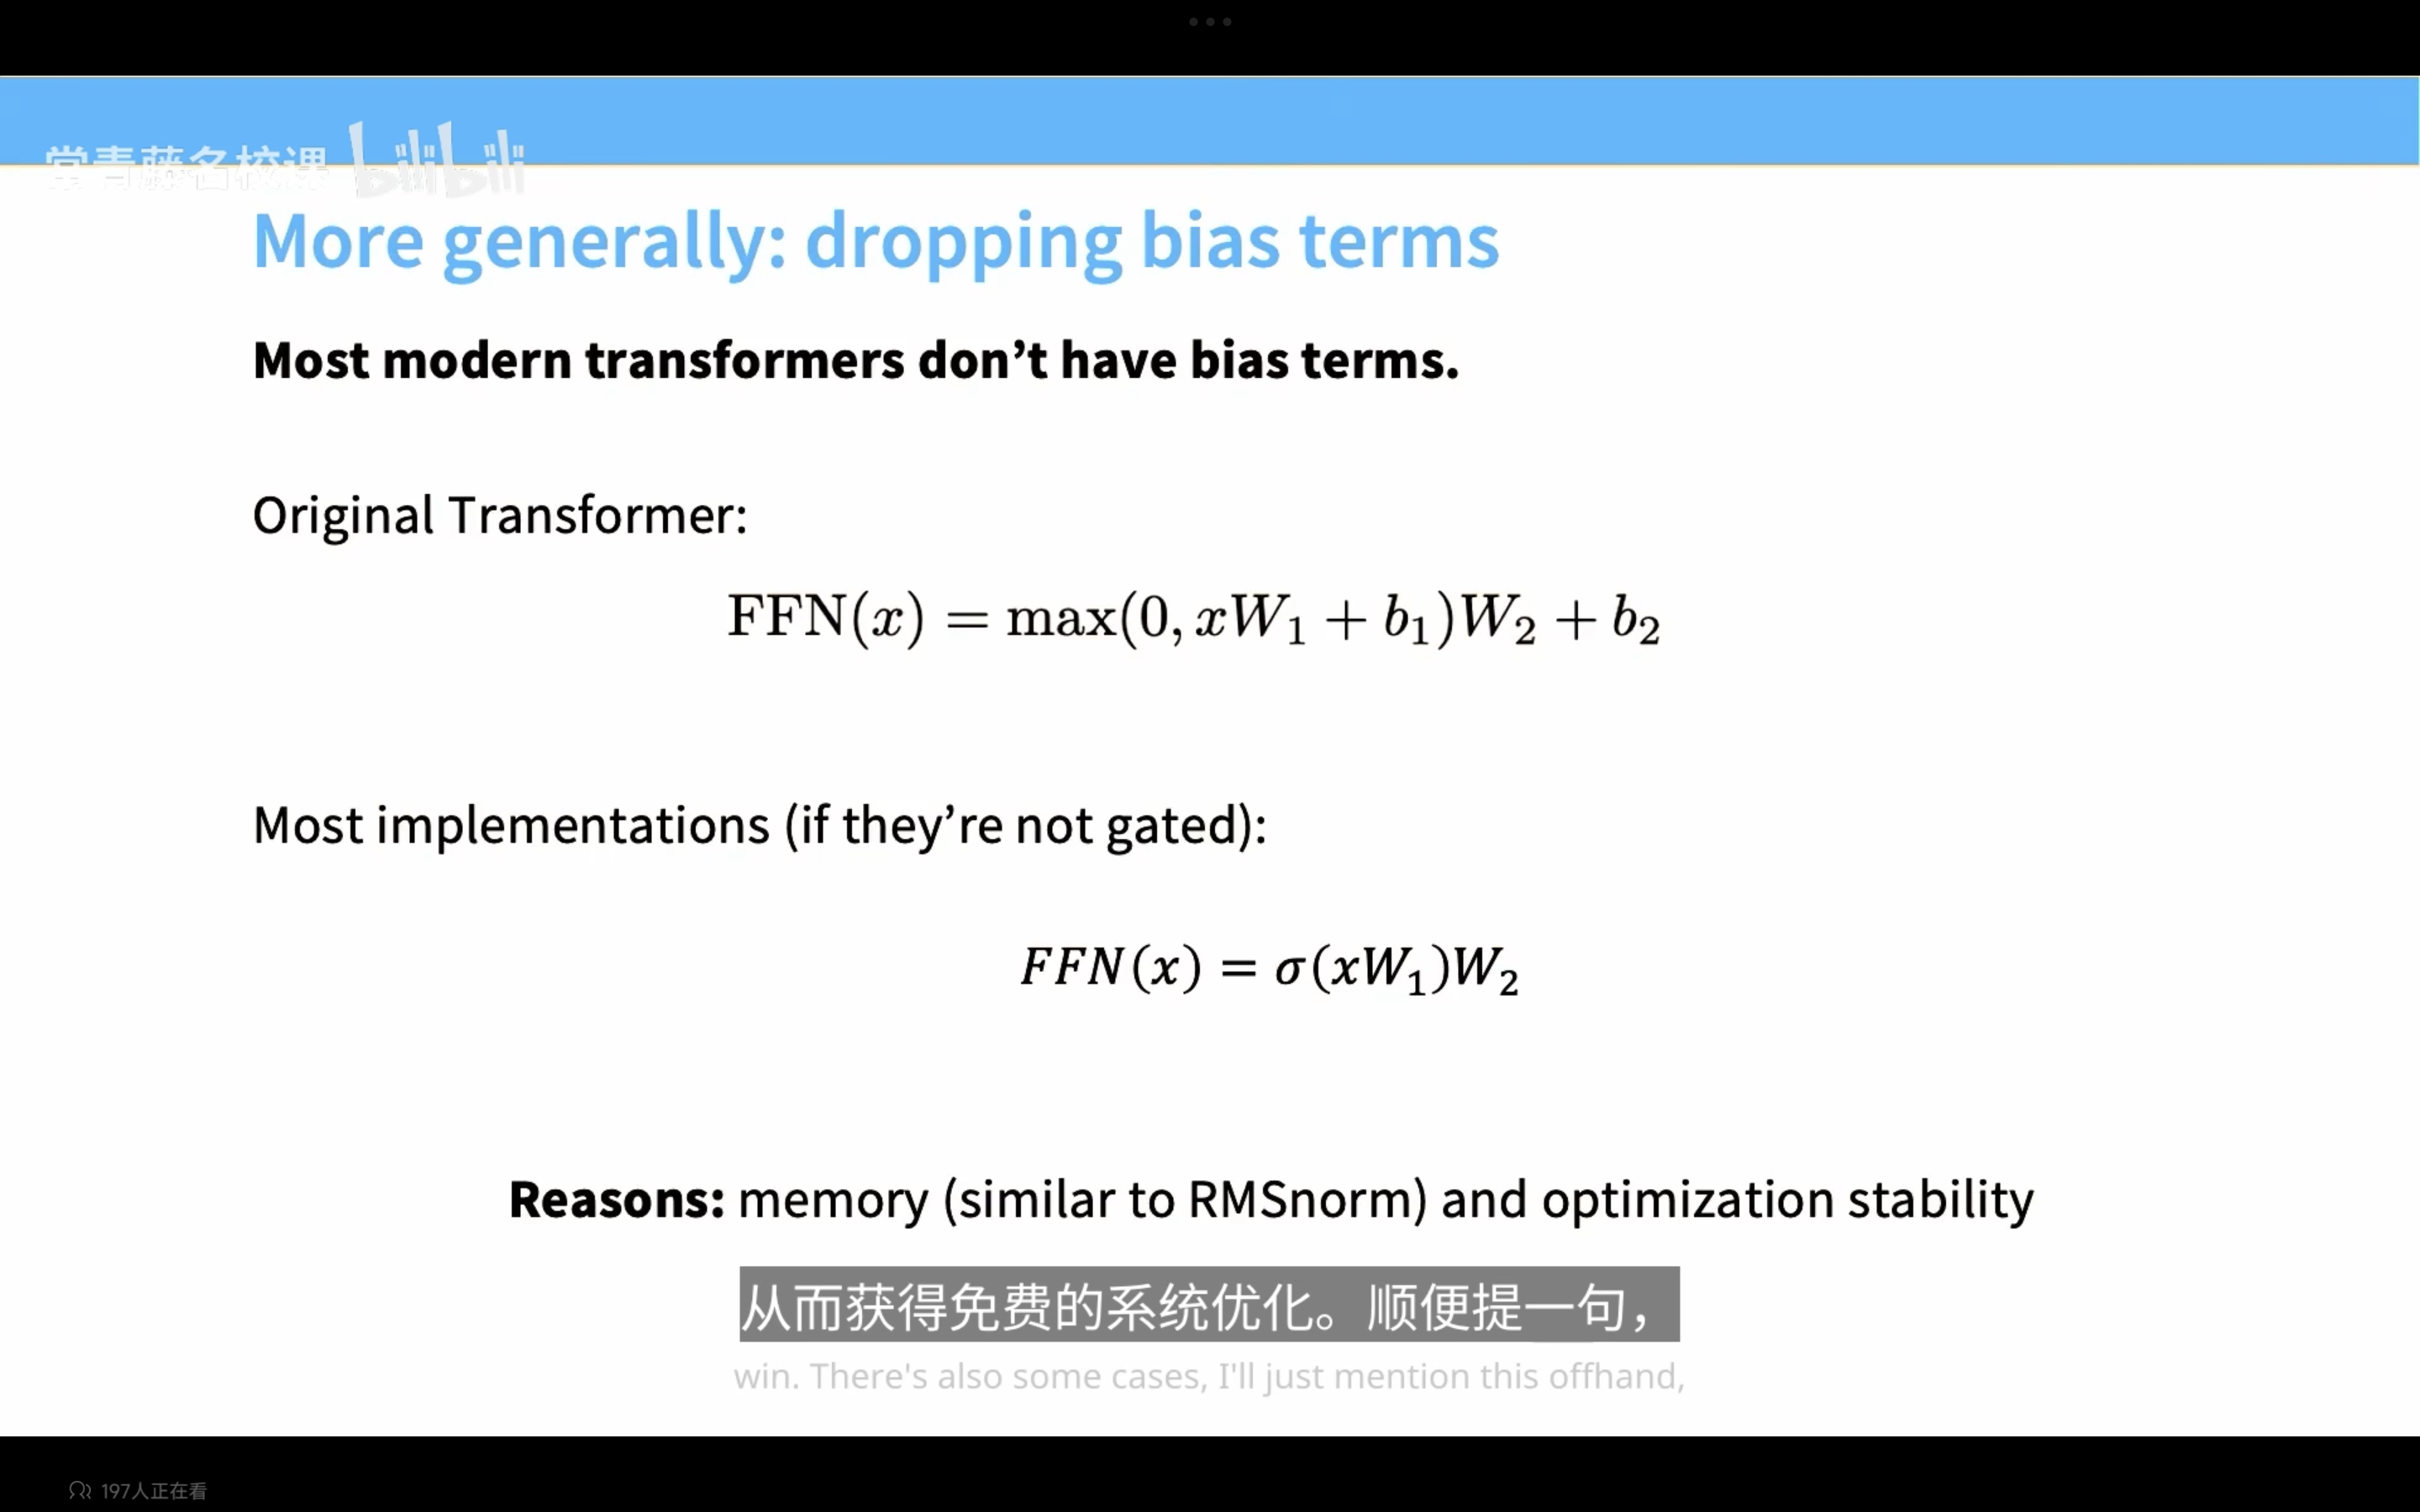 常青藤名校课 bilibili
More generally: dropping bias terms
Most modern transformers don’t have bias terms.
Original Transformer:
FFN(x) = max(0, xW₁ + b₁)W₂ + b₂
Most implementations (if they’re not gated):
FFN(x) = σ(xW₁)W₂
Reasons: memory (similar to RMSnorm) and optimization stability
从而获得免费的系统优化。顺便提一句，
win. There's also some cases, I'll just mention this offhand,
197人正在看